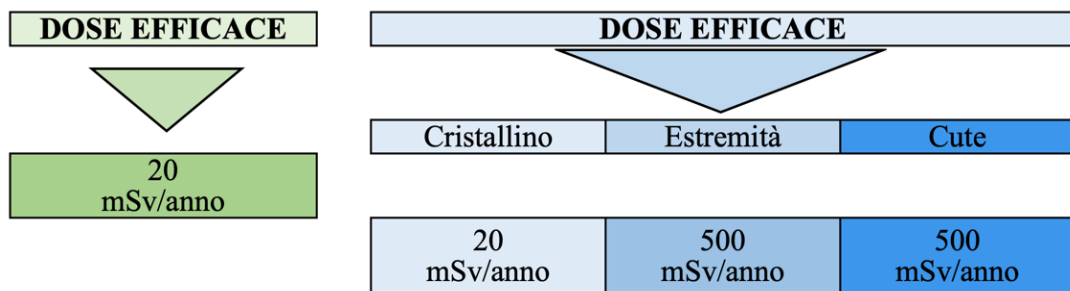 DOSE EFFICACE
20
mSv/anno
DOSE EFFICACE
Cristallino
Estremità
Cute
20
mSv/anno
500
mSv/anno
500
mSv/anno